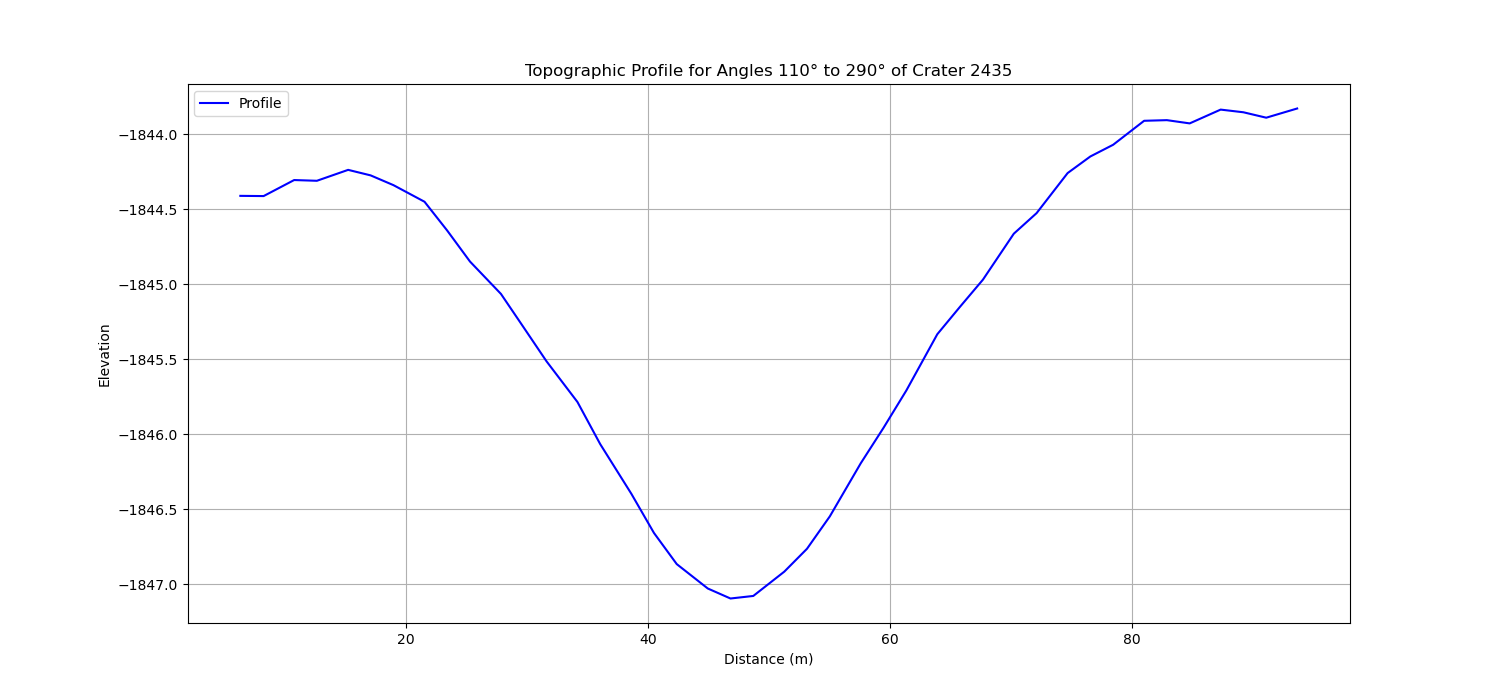 Topographic Profile for Angles 110° to 290° of Crater 2435
Profile
−1844.0
−1844.5
−1845.0
−1845.5
−1846.0
−1846.5
−1847.0
Elevation
20
40
60
80
Distance (m)